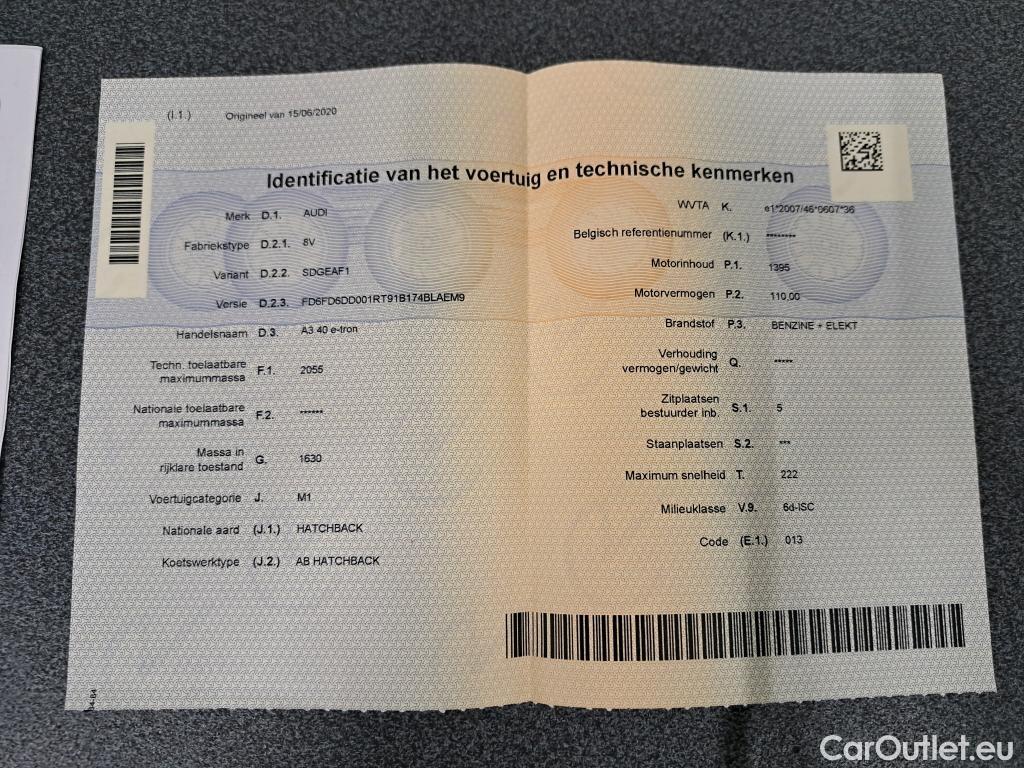 (I.1.) Origineel van 15/06/2020
Identificatie van het voertuig en technische kenmerken
Merk D.1. AUDI
Fabriekstype D.2.1. 8V
Variant D.2.2. SDGEAF1
Versie D.2.3. FD6FD6DD001RT91B174BLAEM9
Handelsnaam D.3. A3 40 e-tron
Techn. toelaatbare
maximummassa F.1. 2055
Nationale toelaatbare
maximummassa F.2. ******
Massa in
rijklare toestand G. 1630
Voertuigcategorie J. M1
Nationale aard (J.1.) HATCHBACK
Koetswerktype (J.2.) AB HATCHBACK
WVTA K. e1*2007/46*0607*36
Belgisch referentienummer (K.1.) ********
Motorinhoud P.1. 1395
Motorvermogen P.2. 110,00
Brandstof P.3. BENZINE + ELEKT
Verhouding
vermogen/gewicht Q. *****
Zitplaatsen
bestuurder inb. S.1. 5
Staanplaatsen S.2. ***
Maximum snelheid T. 222
Milieuklasse V.9. 6d-ISC
Code (E.1.) 013
CarOutlet.eu